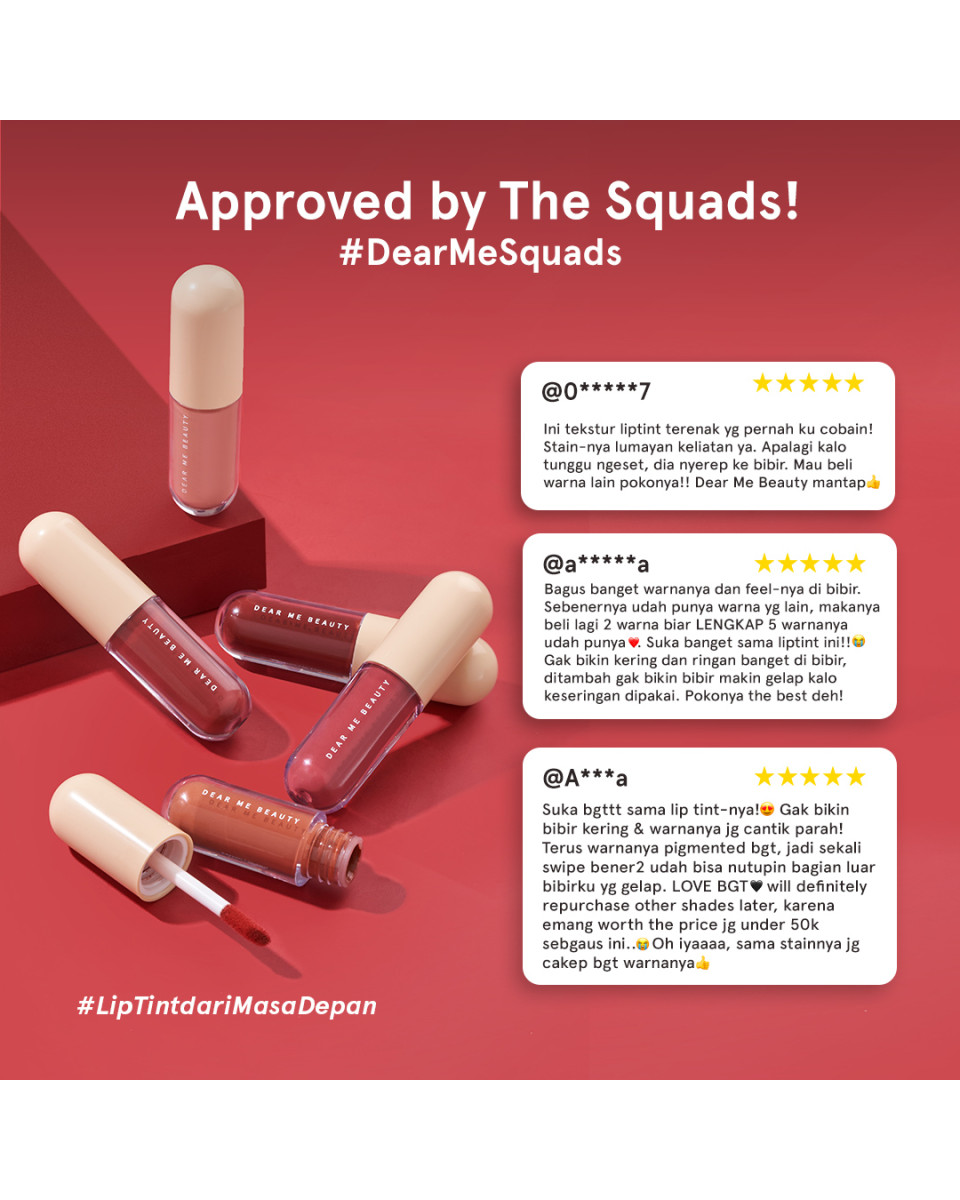 Approved by The Squads!
#DearMeSquads
DEAR ME BEAUTY
DEAR ME BEAUTY
DEAR ME BEAUTY
DEAR ME BEAUTY
DEAR ME BEAUTY
#LipTintdariMasaDepan
@0*****7 ★★★★★
Ini tekstur liptint terenak yg pernah ku cobain!
Stain-nya lumayan keliatan ya. Apalagi kalo
tunggu ngeset, dia nyerep ke bibir. Mau beli
warna lain pokonya!! Dear Me Beauty mantap👍
@a*****a ★★★★★
Bagus banget warnanya dan feel-nya di bibir.
Sebenernya udah punya warna yg lain, makanya
beli lagi 2 warna biar LENGKAP 5 warnanya
udah punya❤️. Suka banget sama liptint ini!!😭
Gak bikin kering dan ringan banget di bibir,
ditambah gak bikin bibir makin gelap kalo
keseringan dipakai. Pokonya the best deh!
@A***a ★★★★★
Suka bgttt sama lip tint-nya!😍 Gak bikin
bibir kering & warnanya jg cantik parah!
Terus warnanya pigmented bgt, jadi sekali
swipe bener2 udah bisa nutupin bagian luar
bibirku yg gelap. LOVE BGT🖤 will definitely
repurchase other shades later, karena
emang worth the price jg under 50k
sebgaus ini..😭Oh iyaaaa, sama stainnya jg
cakep bgt warnanya👍